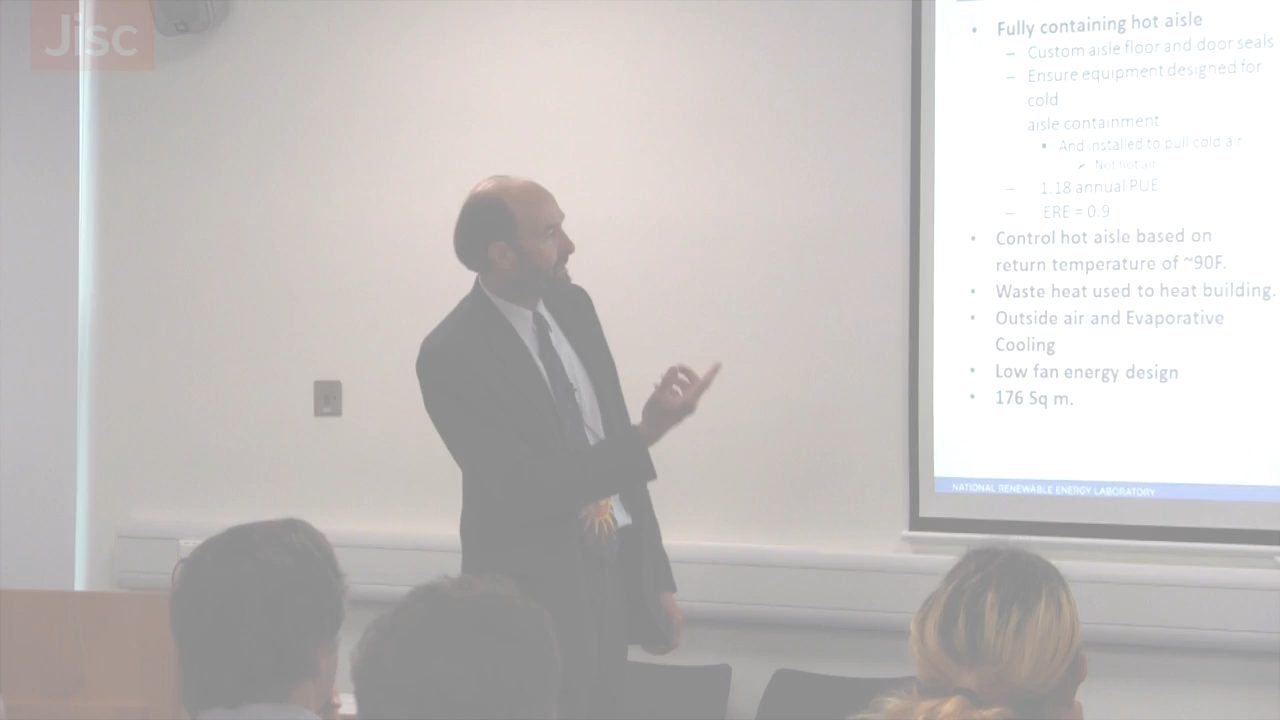 Jisc
• Fully containing hot aisle
– Custom aisle floor and door seals
– Ensure equipment designed for
cold
aisle containment
▪ And installed to pull cold air
✓ Not hot air
– 1.18 annual PUE
– ERE = 0.9
• Control hot aisle based on
return temperature of ~90F.
• Waste heat used to heat building.
• Outside air and Evaporative
Cooling
• Low fan energy design
• 176 Sq m.
NATIONAL RENEWABLE ENERGY LABORATORY